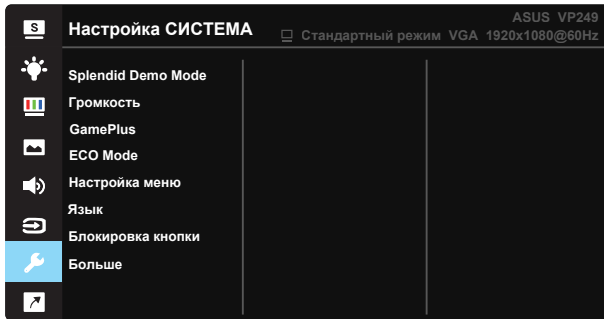 S
Настройка СИСТЕМА
ASUS VP249
Стандартный режим VGA 1920x1080@60Hz
Splendid Demo Mode
Громкость
GamePlus
ECO Mode
Настройка меню
Язык
Блокировка кнопки
Больше